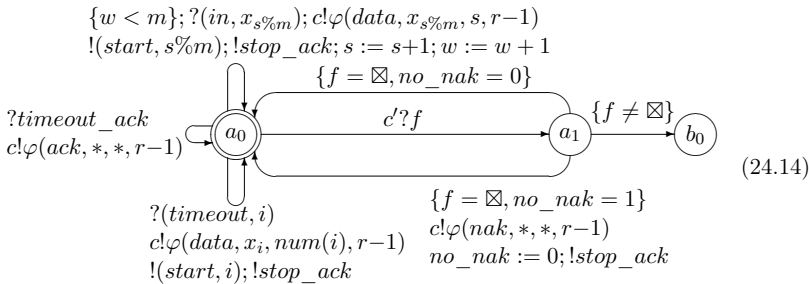 {w < m}; ?(in, x_{s%m}); c!φ(data, x_{s%m}, s, r−1)
!(start, s%m); !stop_ack; s := s+1; w := w + 1
{f = ⊠, no_nak = 0}
?timeout_ack
c!φ(ack, ∗, ∗, r−1)
a_0
c′?f
a_1
{f ≠ ⊠}
b_0
(24.14)
?(timeout, i)
c!φ(data, x_i, num(i), r−1)
!(start, i); !stop_ack
{f = ⊠, no_nak = 1}
c!φ(nak, ∗, ∗, r−1)
no_nak := 0; !stop_ack